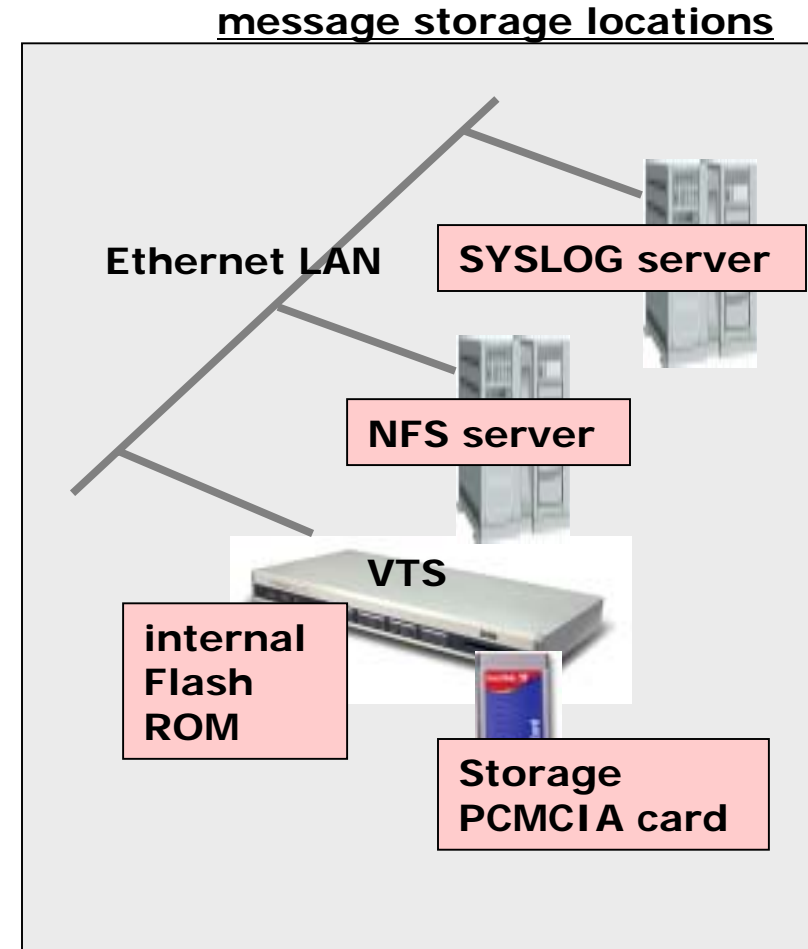 message storage locations
Ethernet LAN
SYSLOG server
NFS server
VTS
internal
Flash
ROM
Storage
PCMCIA card